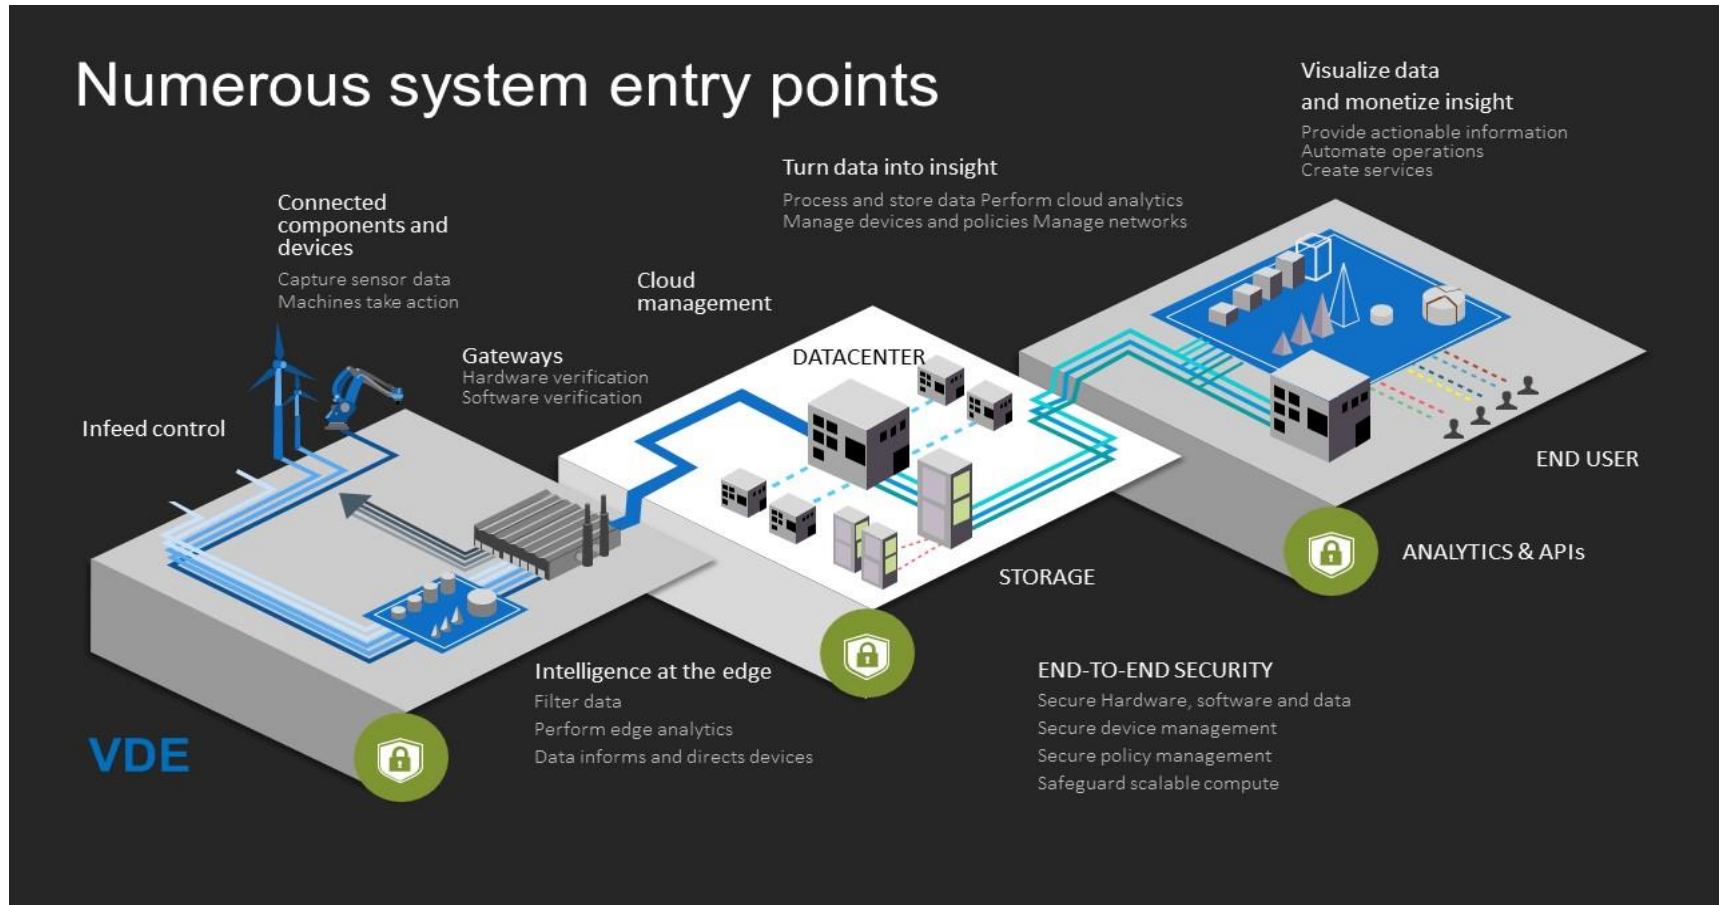 Numerous system entry points
Visualize data
and monetize insight
Provide actionable information
Automate operations
Create services
Turn data into insight
Process and store data Perform cloud analytics
Manage devices and policies Manage networks
Connected
components and
devices
Capture sensor data
Machines take action
Cloud
management
Gateways
Hardware verification
Software verification
DATACENTER
Infeed control
END USER
ANALYTICS & APIs
STORAGE
Intelligence at the edge
Filter data
Perform edge analytics
Data informs and directs devices
END-TO-END SECURITY
Secure Hardware, software and data
Secure device management
Secure policy management
Safeguard scalable compute
VDE